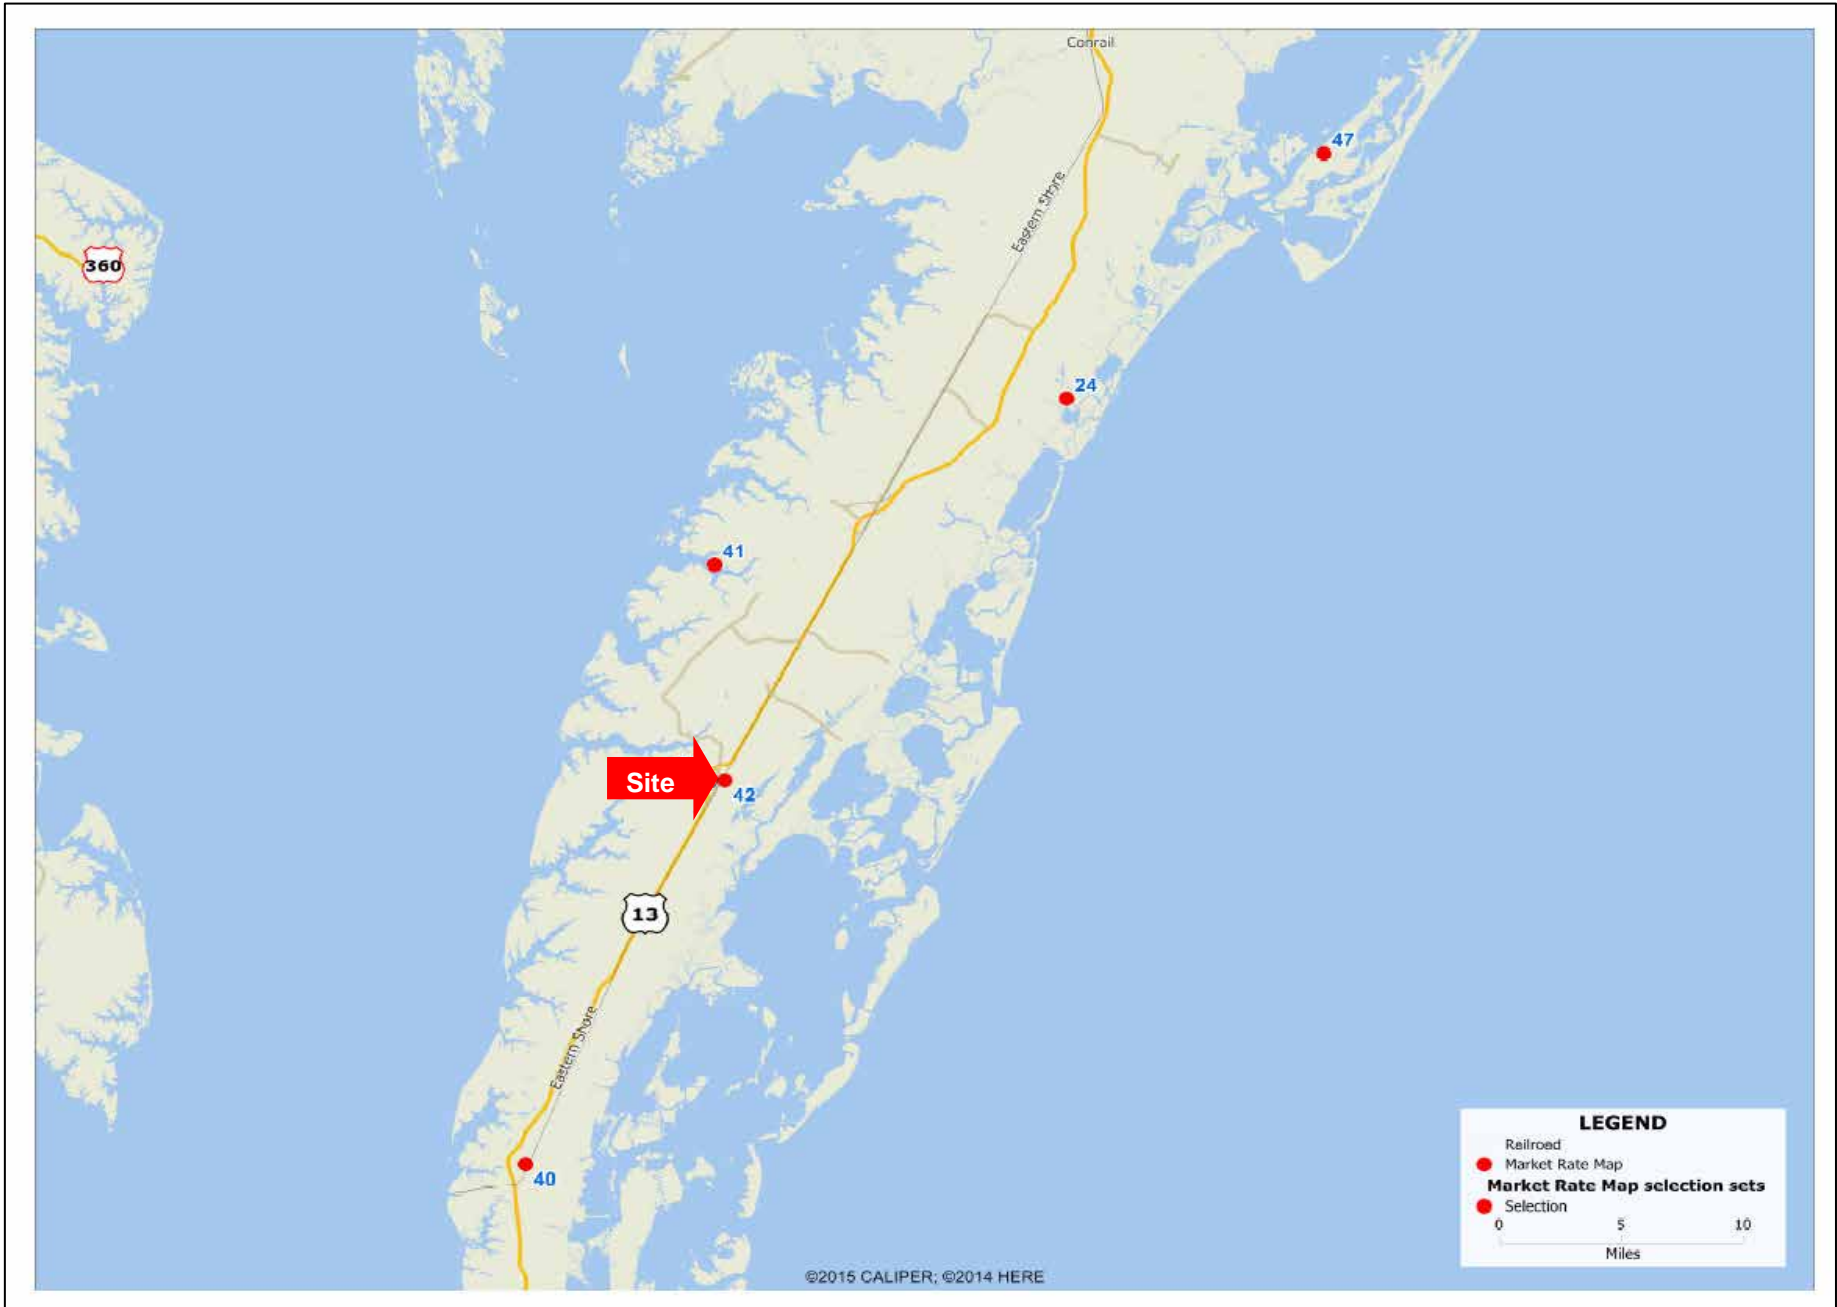 Conrail
47
Eastern Shore
360
24
41
Site
42
13
Eastern Shore
40
LEGEND
Railroad
Market Rate Map
Market Rate Map selection sets
Selection
0 5 10
Miles
©2015 CALIPER; ©2014 HERE